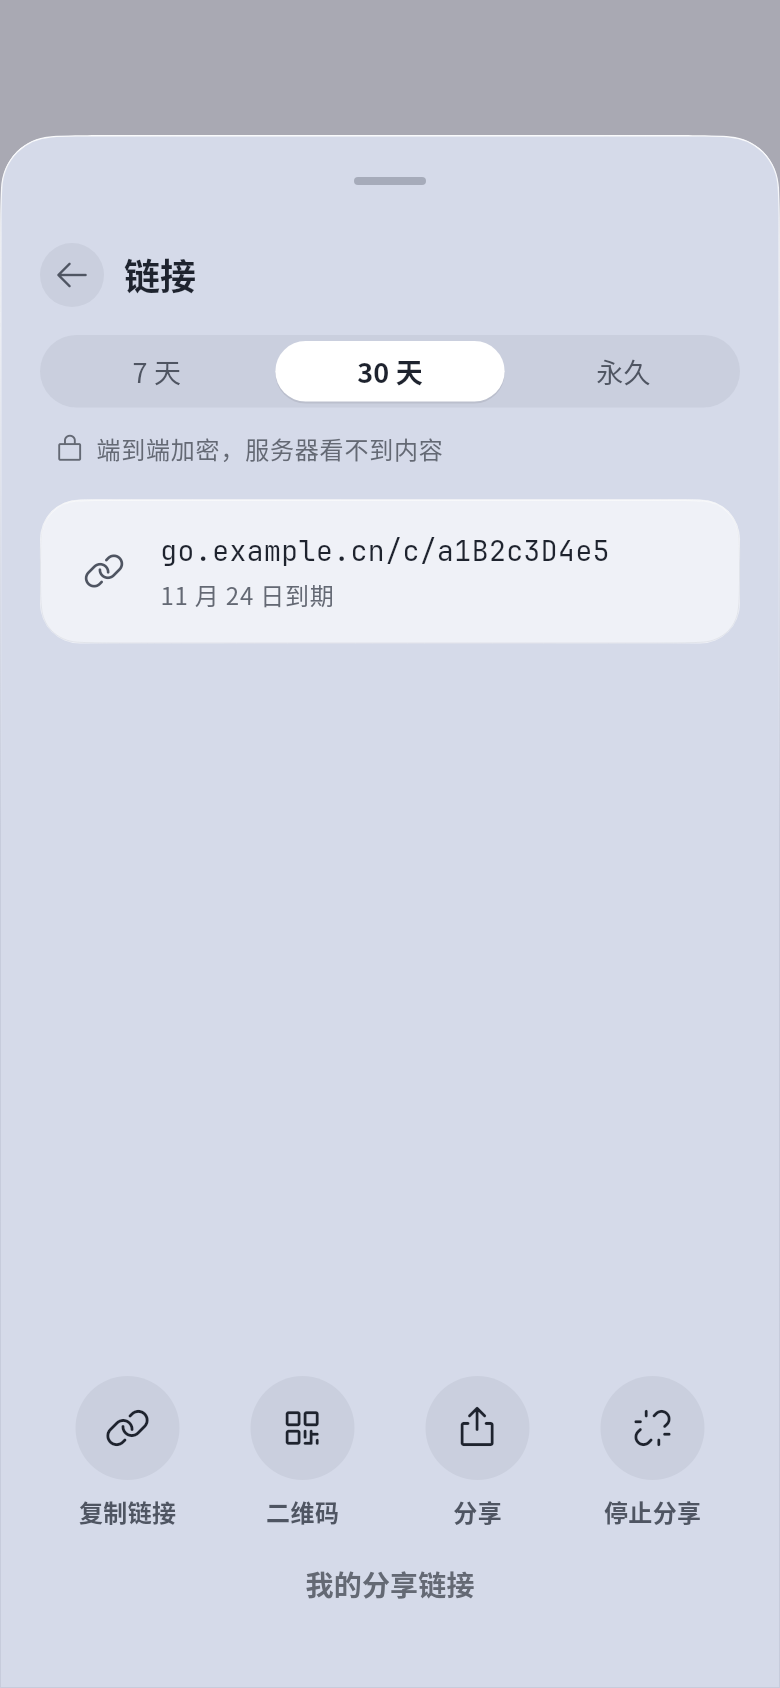 链接
7 天
30 天
永久
端到端加密，服务器看不到内容
go.example.cn/c/a1B2c3D4e5
11 月 24 日到期
复制链接
二维码
分享
停止分享
我的分享链接